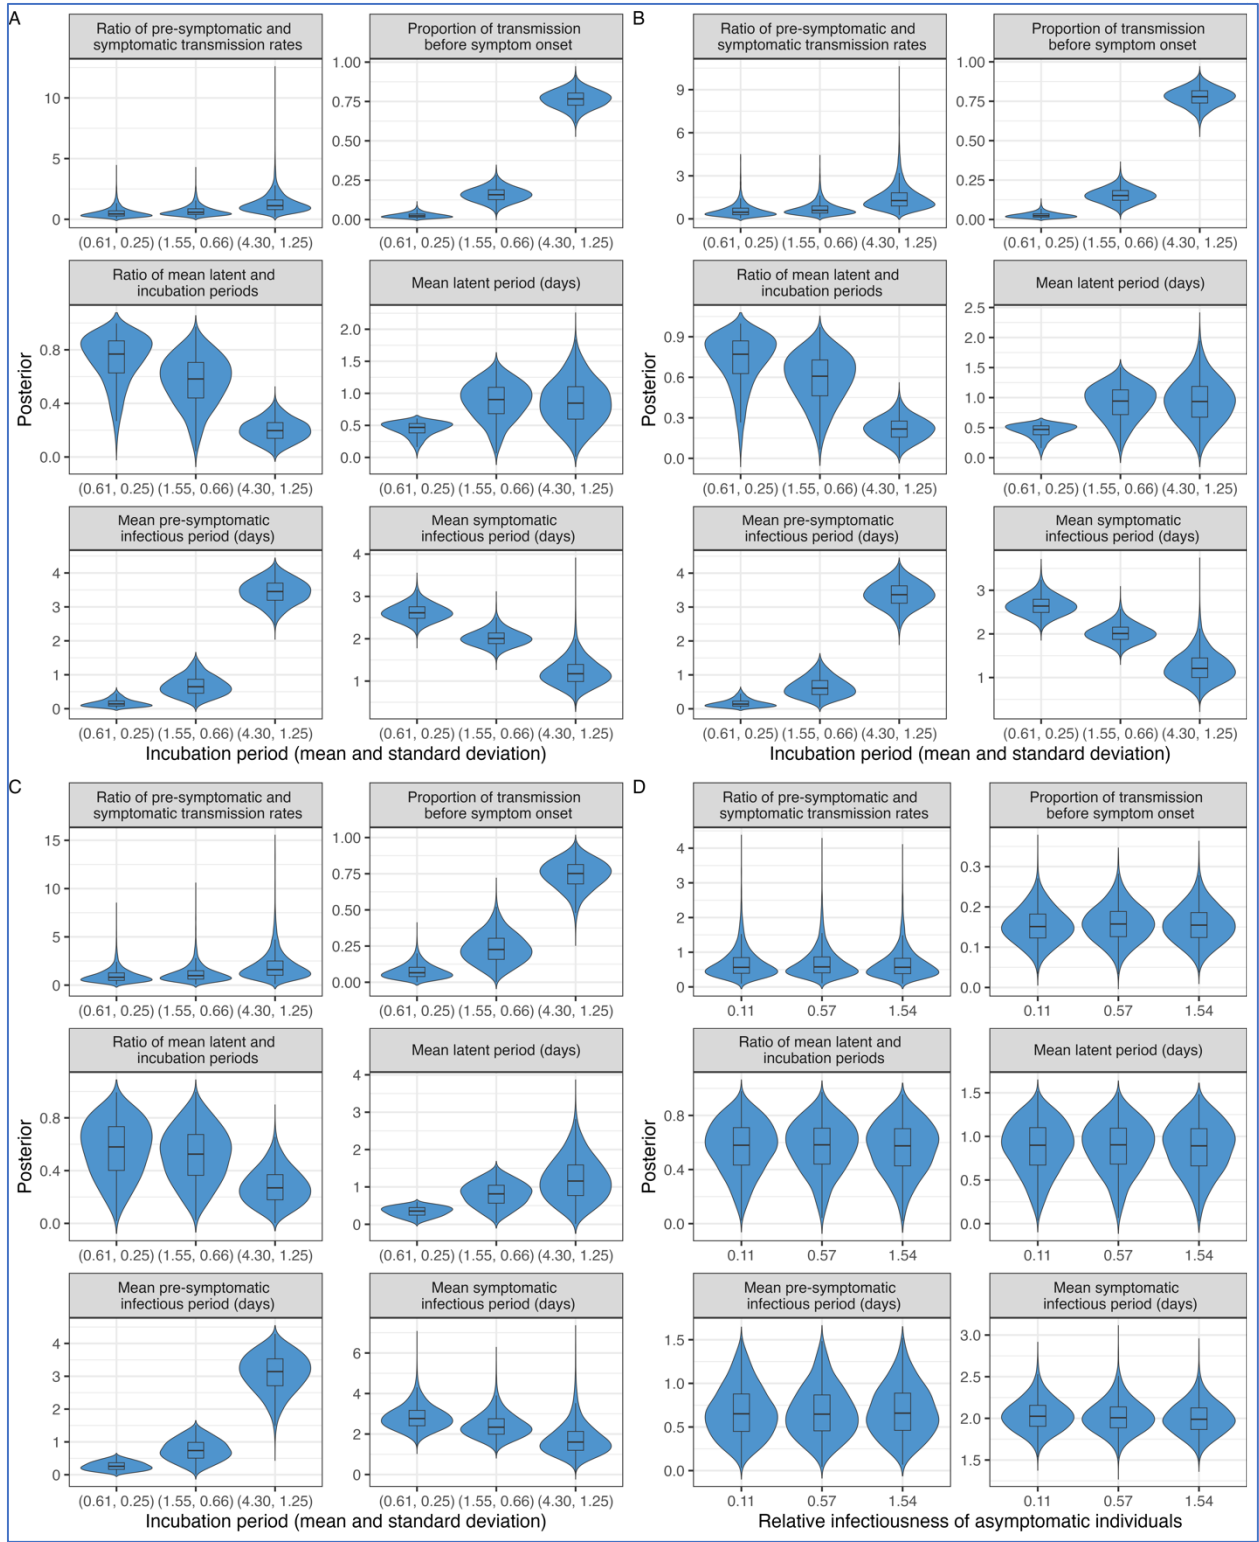 A
Ratio of pre-symptomatic and
symptomatic transmission rates
10
5
0
(0.61, 0.25) (1.55, 0.66) (4.30, 1.25)
Proportion of transmission
before symptom onset
1.00
0.75
0.50
0.25
0.00
(0.61, 0.25) (1.55, 0.66) (4.30, 1.25)
Ratio of mean latent and
incubation periods
0.8
0.4
0.0
(0.61, 0.25) (1.55, 0.66) (4.30, 1.25)
Mean latent period (days)
2.0
1.5
1.0
0.5
0.0
(0.61, 0.25) (1.55, 0.66) (4.30, 1.25)
Mean pre-symptomatic
infectious period (days)
4
3
2
1
0
(0.61, 0.25) (1.55, 0.66) (4.30, 1.25)
Mean symptomatic
infectious period (days)
4
3
2
1
(0.61, 0.25) (1.55, 0.66) (4.30, 1.25)
Posterior
Incubation period (mean and standard deviation)
B
Ratio of pre-symptomatic and
symptomatic transmission rates
9
6
3
0
(0.61, 0.25) (1.55, 0.66) (4.30, 1.25)
Proportion of transmission
before symptom onset
1.00
0.75
0.50
0.25
0.00
(0.61, 0.25) (1.55, 0.66) (4.30, 1.25)
Ratio of mean latent and
incubation periods
0.9
0.6
0.3
0.0
(0.61, 0.25) (1.55, 0.66) (4.30, 1.25)
Mean latent period (days)
2.5
2.0
1.5
1.0
0.5
0.0
(0.61, 0.25) (1.55, 0.66) (4.30, 1.25)
Mean pre-symptomatic
infectious period (days)
4
3
2
1
0
(0.61, 0.25) (1.55, 0.66) (4.30, 1.25)
Mean symptomatic
infectious period (days)
3
2
1
(0.61, 0.25) (1.55, 0.66) (4.30, 1.25)
Posterior
Incubation period (mean and standard deviation)
C
Ratio of pre-symptomatic and
symptomatic transmission rates
15
10
5
0
(0.61, 0.25) (1.55, 0.66) (4.30, 1.25)
Proportion of transmission
before symptom onset
1.00
0.75
0.50
0.25
0.00
(0.61, 0.25) (1.55, 0.66) (4.30, 1.25)
Ratio of mean latent and
incubation periods
0.8
0.4
0.0
(0.61, 0.25) (1.55, 0.66) (4.30, 1.25)
Mean latent period (days)
4
3
2
1
0
(0.61, 0.25) (1.55, 0.66) (4.30, 1.25)
Mean pre-symptomatic
infectious period (days)
4
3
2
1
0
(0.61, 0.25) (1.55, 0.66) (4.30, 1.25)
Mean symptomatic
infectious period (days)
6
4
2
0
(0.61, 0.25) (1.55, 0.66) (4.30, 1.25)
Posterior
Incubation period (mean and standard deviation)
D
Ratio of pre-symptomatic and
symptomatic transmission rates
4
3
2
1
0
0.11 0.57 1.54
Proportion of transmission
before symptom onset
0.3
0.2
0.1
0.0
0.11 0.57 1.54
Ratio of mean latent and
incubation periods
0.8
0.4
0.0
0.11 0.57 1.54
Mean latent period (days)
1.5
1.0
0.5
0.0
0.11 0.57 1.54
Mean pre-symptomatic
infectious period (days)
1.5
1.0
0.5
0.0
0.11 0.57 1.54
Mean symptomatic
infectious period (days)
3.0
2.5
2.0
1.5
0.11 0.57 1.54
Posterior
Relative infectiousness of asymptomatic individuals